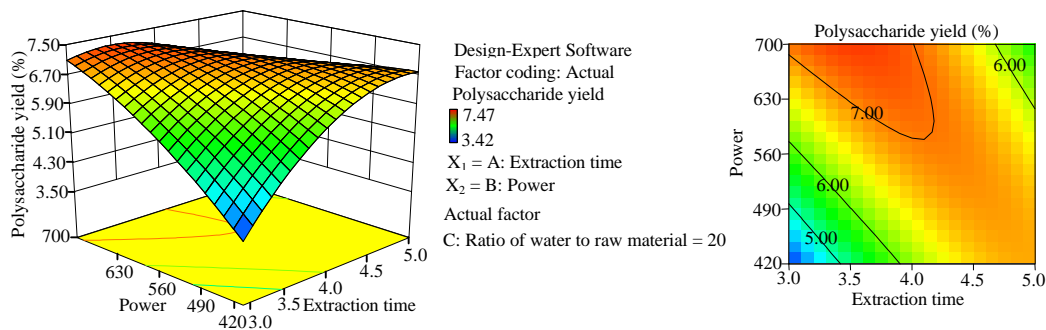 7.50
6.70
5.90
5.10
4.30
3.50
Polysaccharide yield (%)
700
630
560
490
420
Power
3.0
3.5
4.0
4.5
5.0
Extraction time
Design-Expert Software
Factor coding: Actual
Polysaccharide yield
7.47
3.42
X₁ = A: Extraction time
X₂ = B: Power
Actual factor
C: Ratio of water to raw material = 20
Polysaccharide yield (%)
700
630
560
490
420
Power
6.00
7.00
6.00
5.00
3.0 3.5 4.0 4.5 5.0
Extraction time